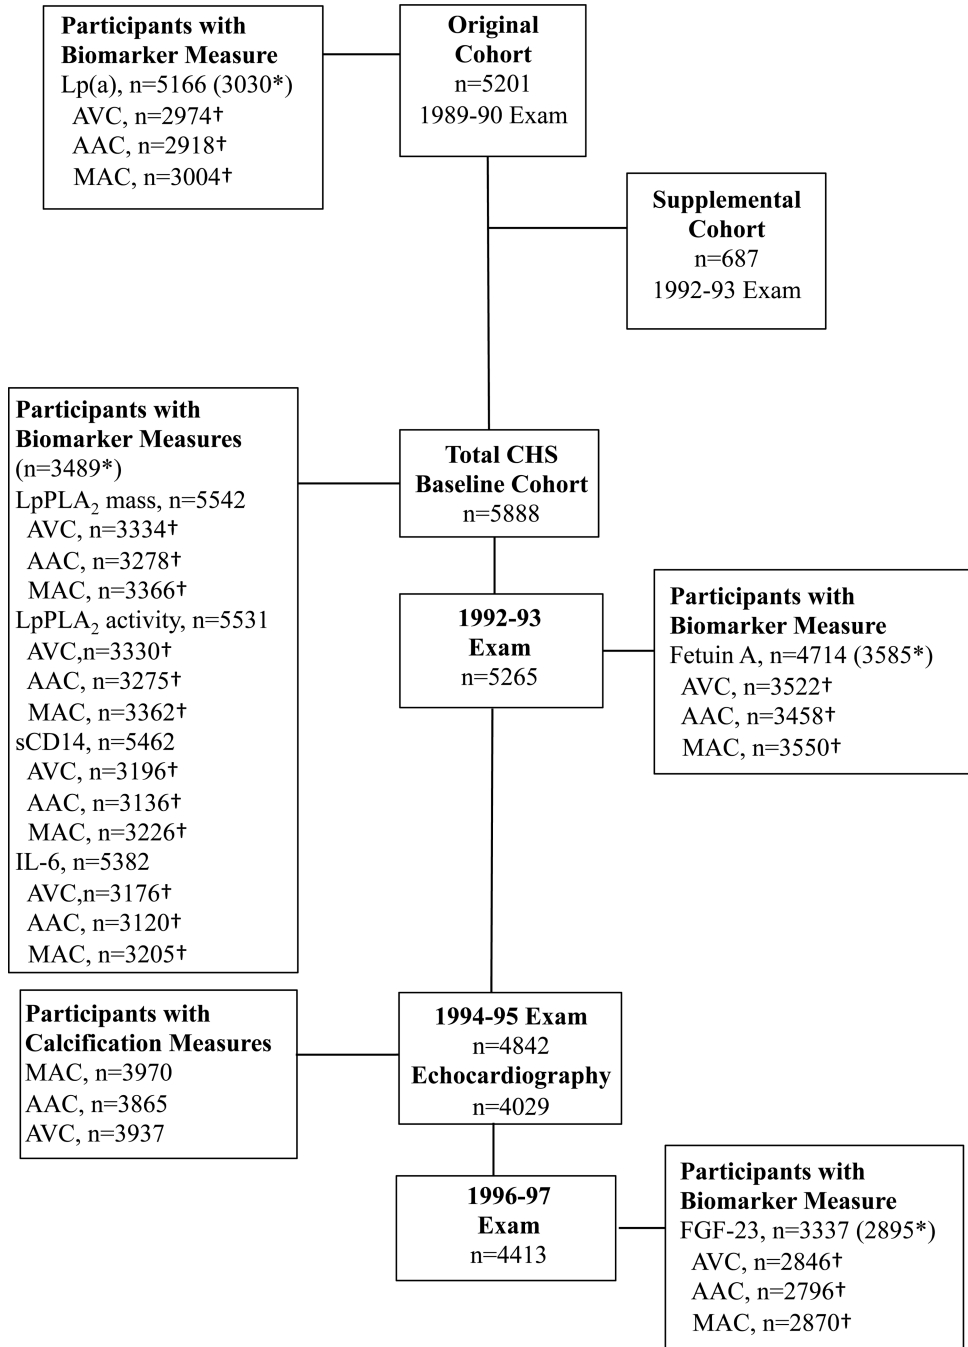 Participants with
Biomarker Measure
Lp(a), n=5166 (3030*)
AVC, n=2974†
AAC, n=2918†
MAC, n=3004†
Original
Cohort
n=5201
1989-90 Exam
Supplemental
Cohort
n=687
1992-93 Exam
Participants with
Biomarker Measures
(n=3489*)
LpPLA₂ mass, n=5542
AVC, n=3334†
AAC, n=3278†
MAC, n=3366†
LpPLA₂ activity, n=5531
AVC,n=3330†
AAC, n=3275†
MAC, n=3362†
sCD14, n=5462
AVC, n=3196†
AAC, n=3136†
MAC, n=3226†
IL-6, n=5382
AVC,n=3176†
AAC, n=3120†
MAC, n=3205†
Total CHS
Baseline Cohort
n=5888
1992-93
Exam
n=5265
Participants with
Biomarker Measure
Fetuin A, n=4714 (3585*)
AVC, n=3522†
AAC, n=3458†
MAC, n=3550†
Participants with
Calcification Measures
MAC, n=3970
AAC, n=3865
AVC, n=3937
1994-95 Exam
n=4842
Echocardiography
n=4029
1996-97
Exam
n=4413
Participants with
Biomarker Measure
FGF-23, n=3337 (2895*)
AVC, n=2846†
AAC, n=2796†
MAC, n=2870†